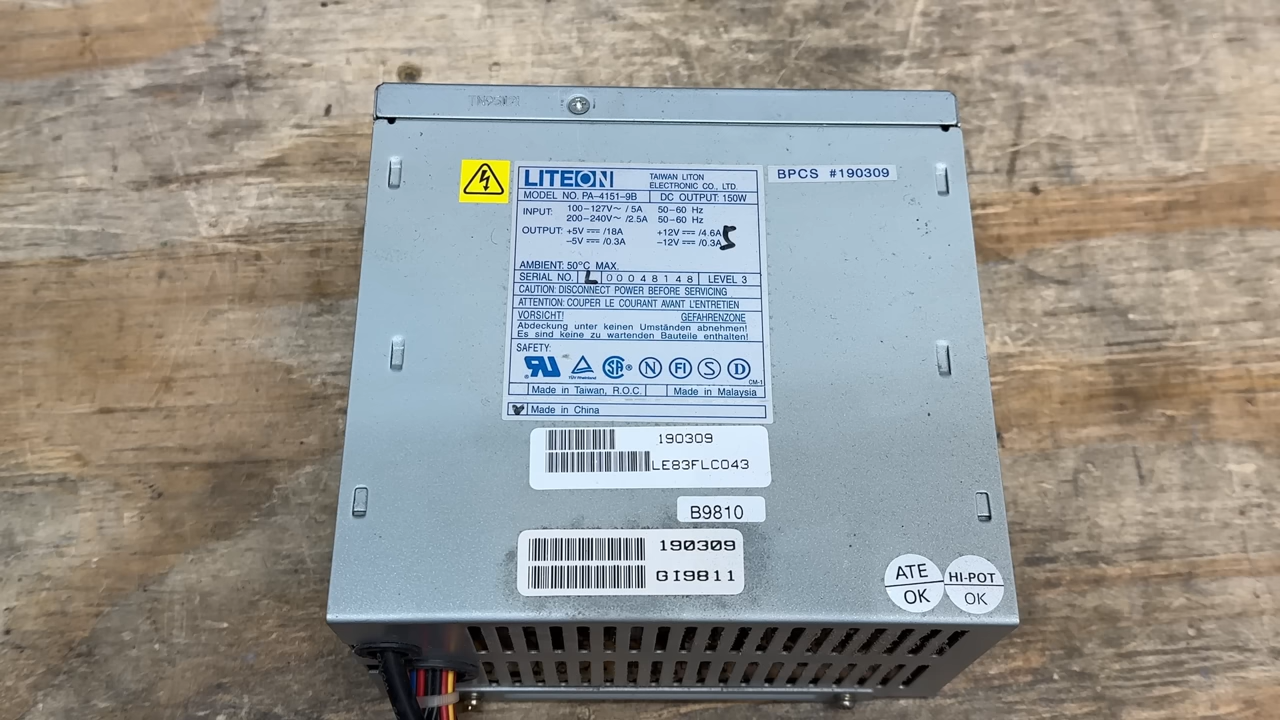 LITEON
TAIWAN LITON
ELECTRONIC CO., LTD.
BPCS #190309
MODEL NO. PA-4151-9B
DC OUTPUT: 150W
INPUT: 100-127V~ / 5A 50-60 Hz
200-240V~ /2.5A 50-60 Hz
OUTPUT: +5V ⎓ /18A +12V ⎓ /4.6A
-5V ⎓ /0.3A -12V ⎓ /0.3A
5
AMBIENT: 50°C MAX.
SERIAL NO. L 00048148 LEVEL 3
CAUTION: DISCONNECT POWER BEFORE SERVICING
ATTENTION: COUPER LE COURANT AVANT L'ENTRETIEN
VORSICHT! GEFAHRENZONE
Abdeckung unter keinen Umständen abnehmen!
Es sind keine zu wartenden Bauteile enthalten!
SAFETY:
TÜV Rheinland
N FI S D
CM-1
Made in Taiwan, R.O.C. Made in Malaysia
Made in China
190309
LE83FLC043
B9810
190309
GI9811
ATE
OK
HI-POT
OK